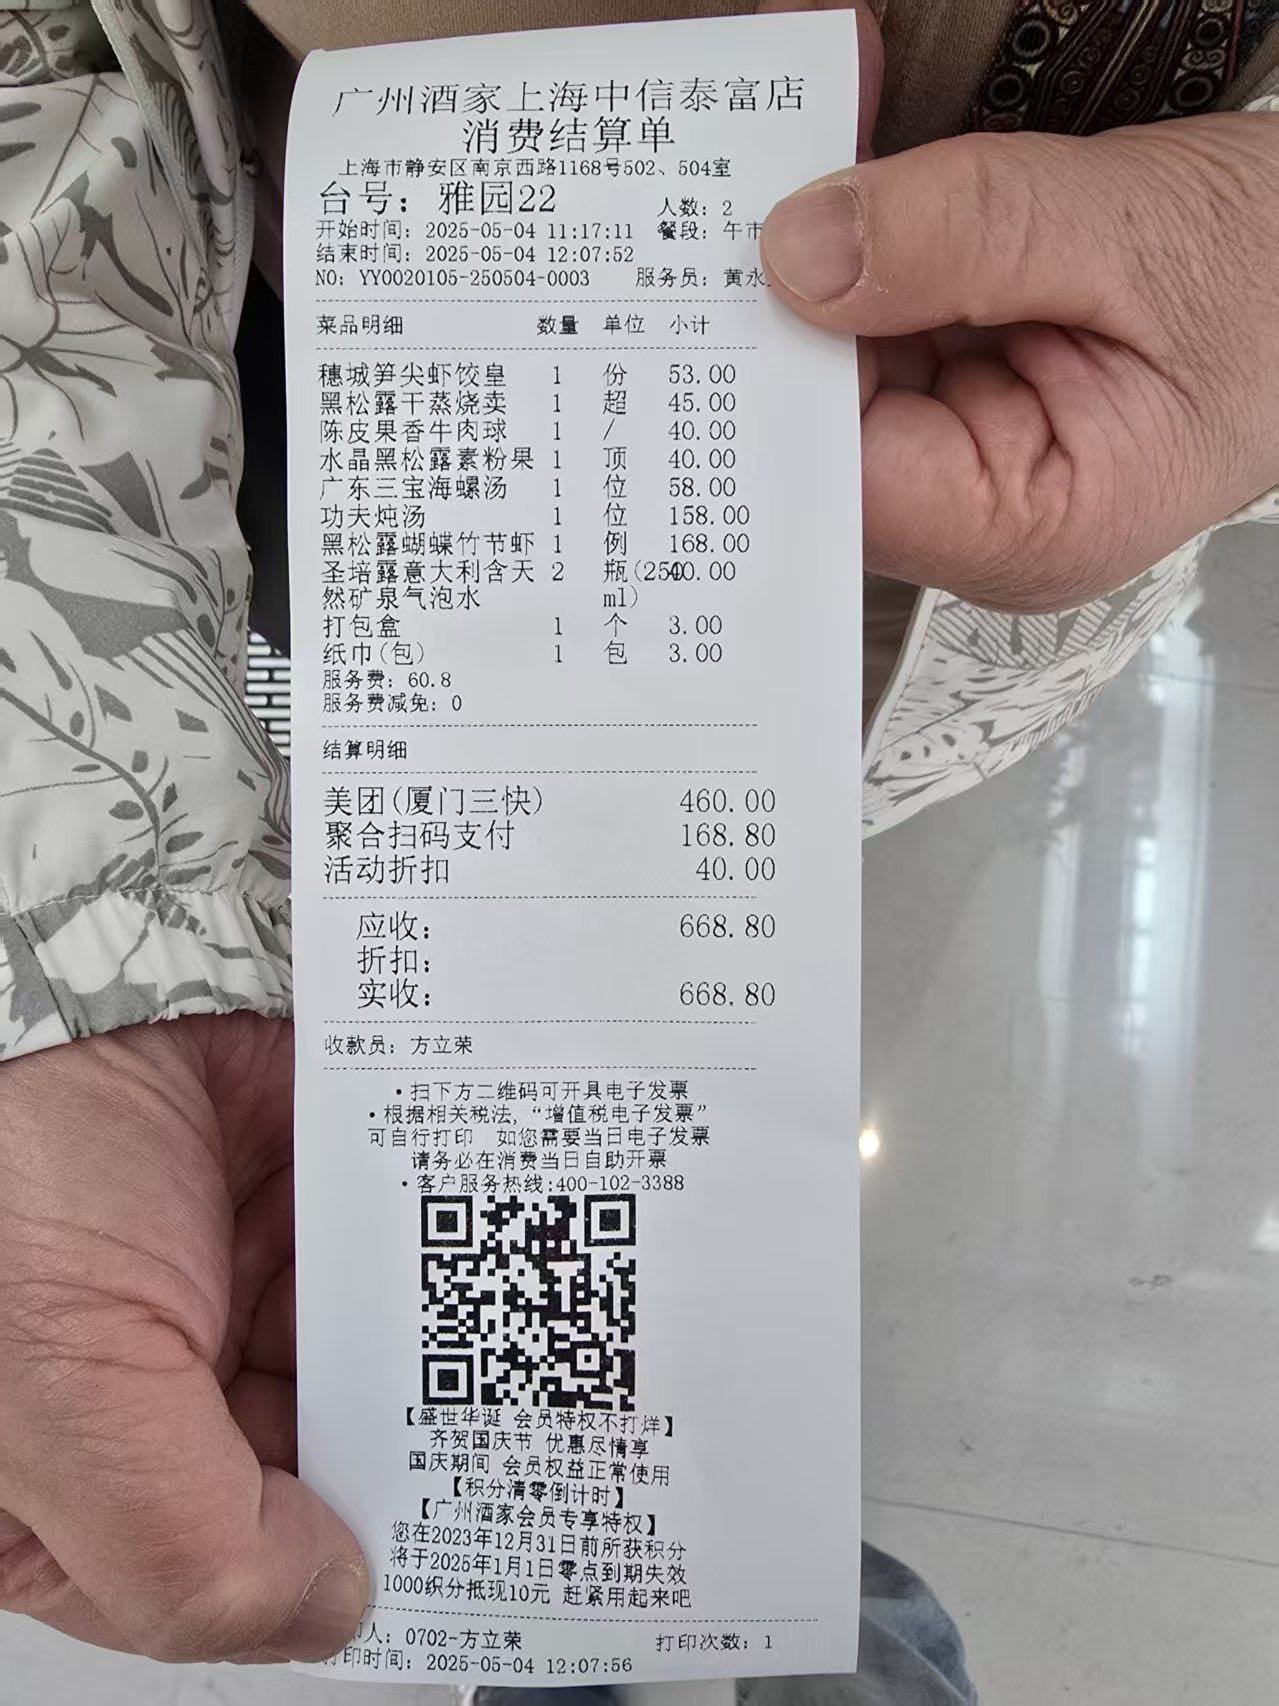 广州酒家上海中信泰富店
消费结算单
上海市静安区南京西路1168号502、504室
台号: 雅园22 人数: 2
开始时间: 2025-05-04 11:17:11 餐段: 午市
结束时间: 2025-05-04 12:07:52
NO: YY0020105-250504-0003 服务员: 黄永
菜品明细 数量 单位 小计
穗城笋尖虾饺皇 1 份 53.00
黑松露干蒸烧卖 1 超 45.00
陈皮果香牛肉球 1 / 40.00
水晶黑松露素粉果 1 顶 40.00
广东三宝海螺汤 1 位 58.00
功夫炖汤 1 位 158.00
黑松露蝴蝶竹节虾 1 例 168.00
圣培露意大利含天 2 瓶(250 40.00
然矿泉气泡水 ml)
打包盒 1 个 3.00
纸巾(包) 1 包 3.00
服务费: 60.8
服务费减免: 0
结算明细
美团(厦门三快) 460.00
聚合扫码支付 168.80
活动折扣 40.00
应收: 668.80
折扣:
实收: 668.80
收款员: 方立荣
·扫下方二维码可开具电子发票
·根据相关税法, “增值税电子发票”
可自行打印 如您需要当日电子发票
请务必在消费当日自助开票
·客户服务热线:400-102-3388
【盛世华诞 会员特权不打烊】
齐贺国庆节 优惠尽情享
国庆期间 会员权益正常使用
【积分清零倒计时】
【广州酒家会员专享特权】
您在2023年12月31日前所获积分
将于2025年1月1日零点到期失效
1000积分抵现10元 赶紧用起来吧
印人: 0702-方立荣 打印次数: 1
打印时间: 2025-05-04 12:07:56